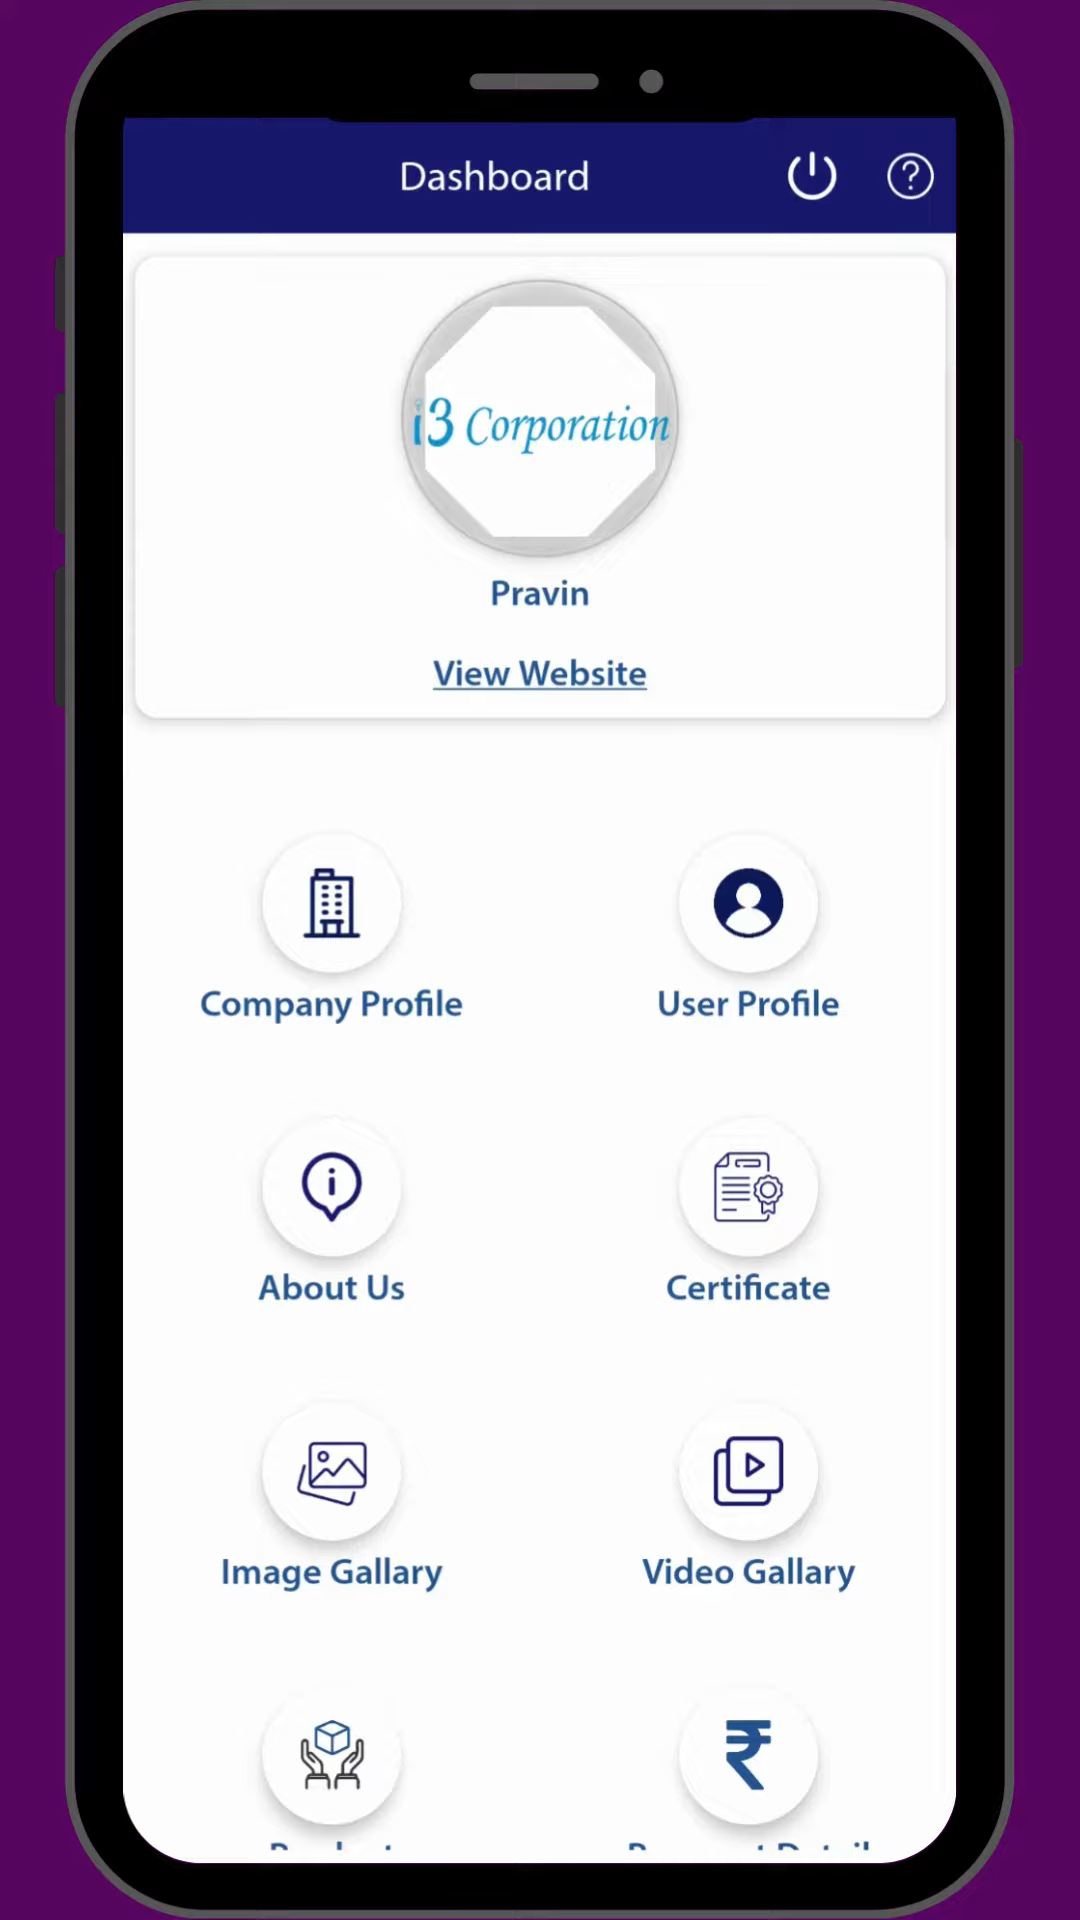 Dashboard
i3 Corporation
Pravin
View Website
Company Profile
User Profile
About Us
Certificate
Image Gallary
Video Gallary